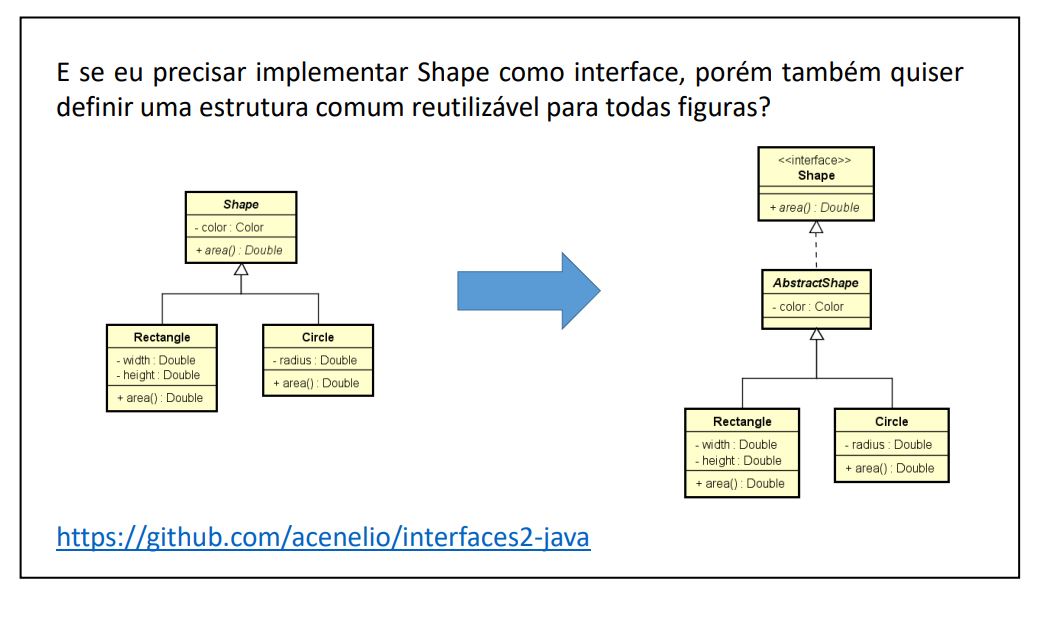 E se eu precisar implementar Shape como interface, porém também quiser
definir uma estrutura comum reutilizável para todas figuras?
Shape
- color : Color
+ area() : Double
Rectangle
- width : Double
- height : Double
+ area() : Double
Circle
- radius : Double
+ area() : Double
<<interface>>
Shape
+ area() : Double
AbstractShape
- color : Color
Rectangle
- width : Double
- height : Double
+ area() : Double
Circle
- radius : Double
+ area() : Double
https://github.com/acenelio/interfaces2-java